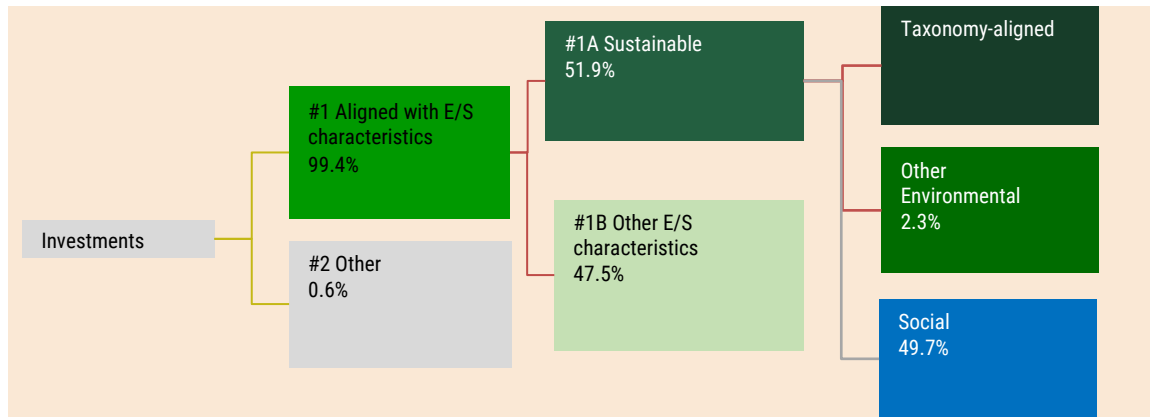 Investments
#1 Aligned with E/S
characteristics
99.4%
#2 Other
0.6%
#1A Sustainable
51.9%
#1B Other E/S
characteristics
47.5%
Taxonomy-aligned
Other
Environmental
2.3%
Social
49.7%